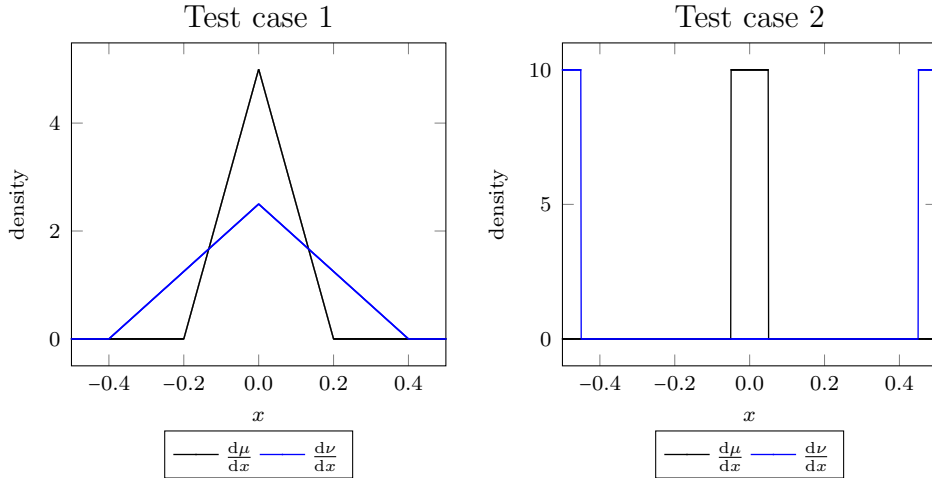 Test case 1
4
2
0
density
−0.4 −0.2 0.0 0.2 0.4
x
dμ/dx dν/dx
Test case 2
10
5
0
density
−0.4 −0.2 0.0 0.2 0.4
x
dμ/dx dν/dx